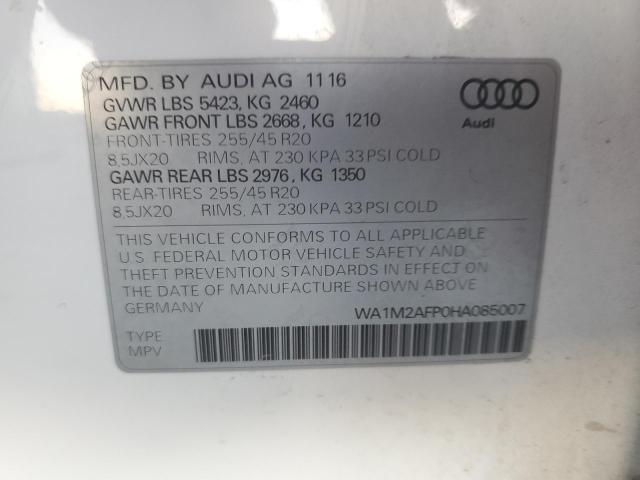 MFD. BY AUDI AG 11 16
GVWR LBS 5423, KG 2460
GAWR FRONT LBS 2668, KG 1210
FRONT-TIRES 255/45 R20
8,5JX20 RIMS, AT 230 KPA 33 PSI COLD
GAWR REAR LBS 2976, KG 1350
REAR-TIRES 255/45 R20
8,5JX20 RIMS, AT 230 KPA 33 PSI COLD
Audi
THIS VEHICLE CONFORMS TO ALL APPLICABLE
U.S. FEDERAL MOTOR VEHICLE SAFETY AND
THEFT PREVENTION STANDARDS IN EFFECT ON
THE DATE OF MANUFACTURE SHOWN ABOVE.
GERMANY
WA1M2AFP0HA085007
TYPE
MPV